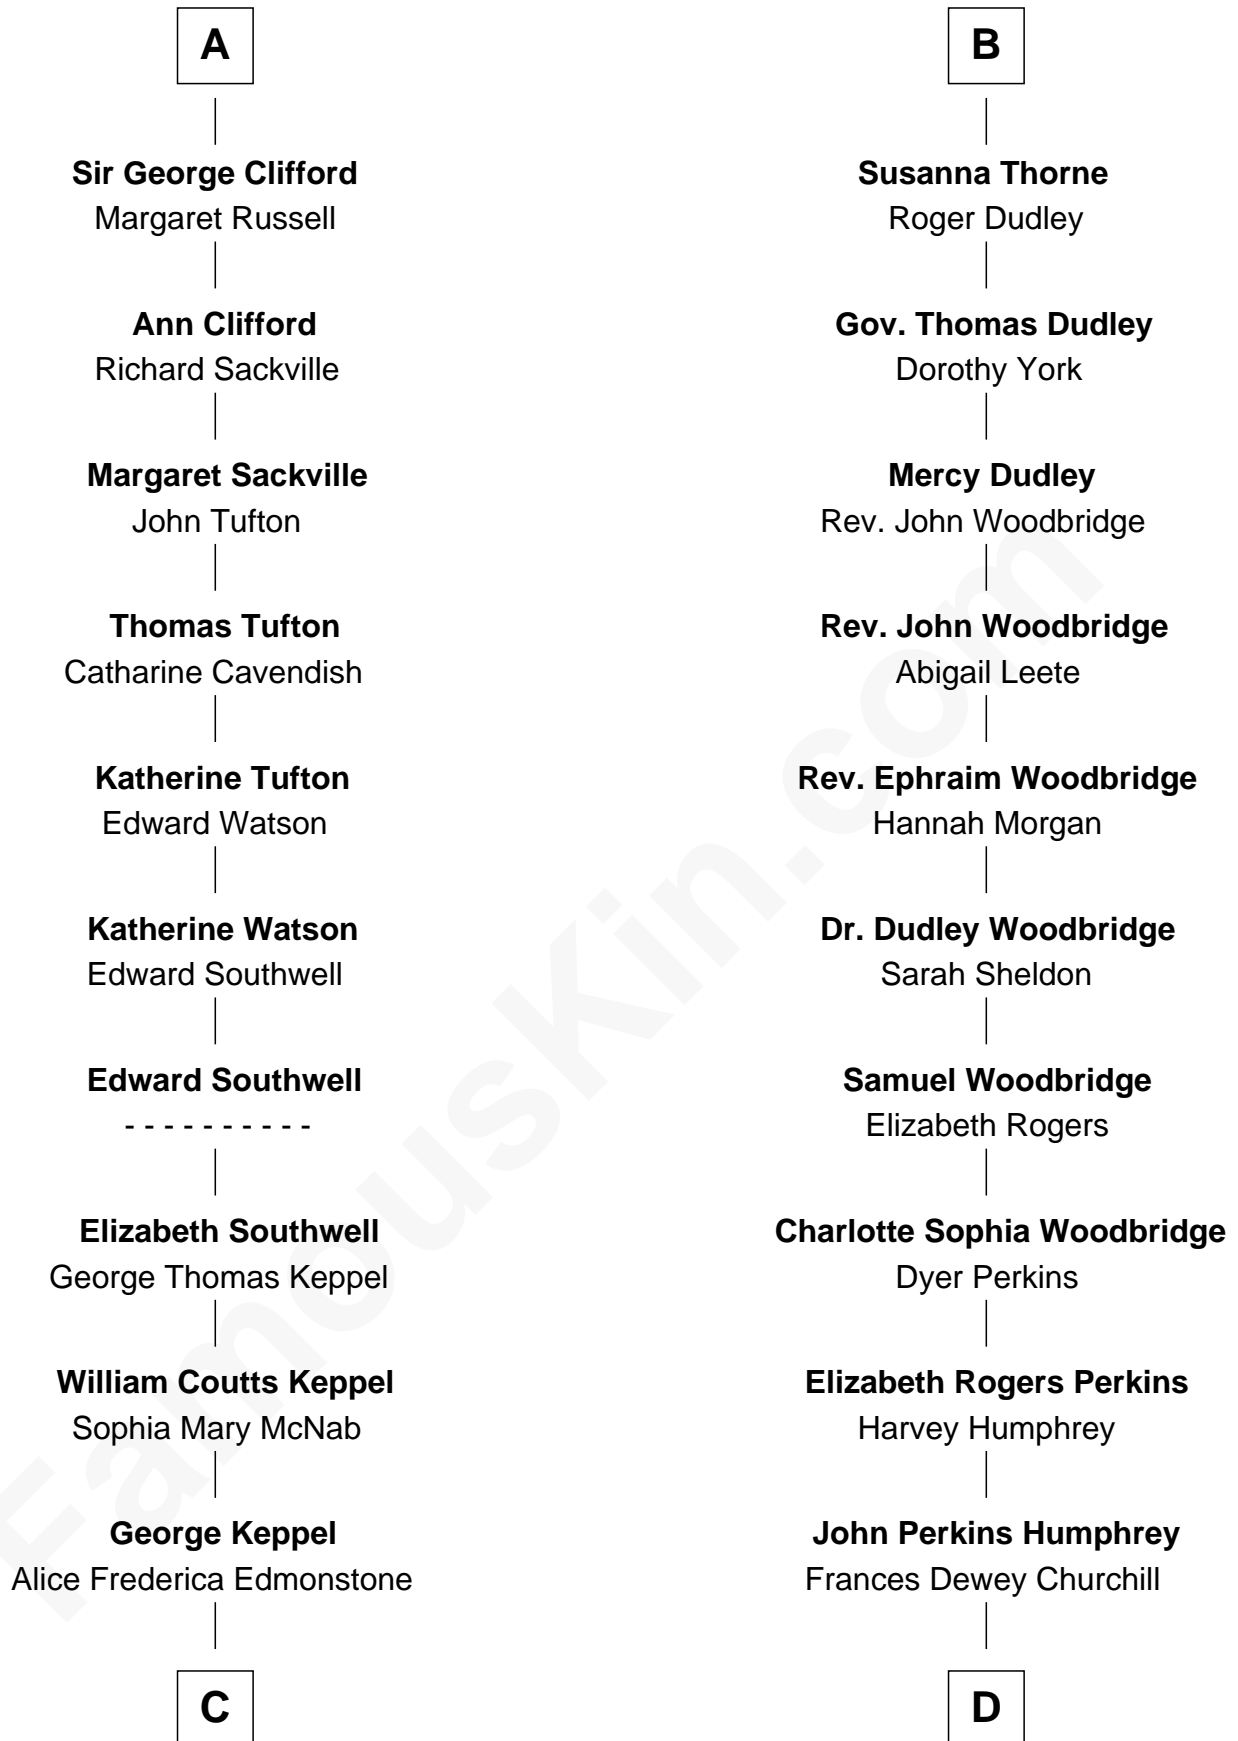 A
Sir George Clifford
Margaret Russell
Ann Clifford
Richard Sackville
Margaret Sackville
John Tufton
Thomas Tufton
Catharine Cavendish
Katherine Tufton
Edward Watson
Katherine Watson
Edward Southwell
Edward Southwell
- - - - - - - - - -
Elizabeth Southwell
George Thomas Keppel
William Coutts Keppel
Sophia Mary McNab
George Keppel
Alice Frederica Edmonstone
C
B
Susanna Thorne
Roger Dudley
Gov. Thomas Dudley
Dorothy York
Mercy Dudley
Rev. John Woodbridge
Rev. John Woodbridge
Abigail Leete
Rev. Ephraim Woodbridge
Hannah Morgan
Dr. Dudley Woodbridge
Sarah Sheldon
Samuel Woodbridge
Elizabeth Rogers
Charlotte Sophia Woodbridge
Dyer Perkins
Elizabeth Rogers Perkins
Harvey Humphrey
John Perkins Humphrey
Frances Dewey Churchill
D
FamousKin.com